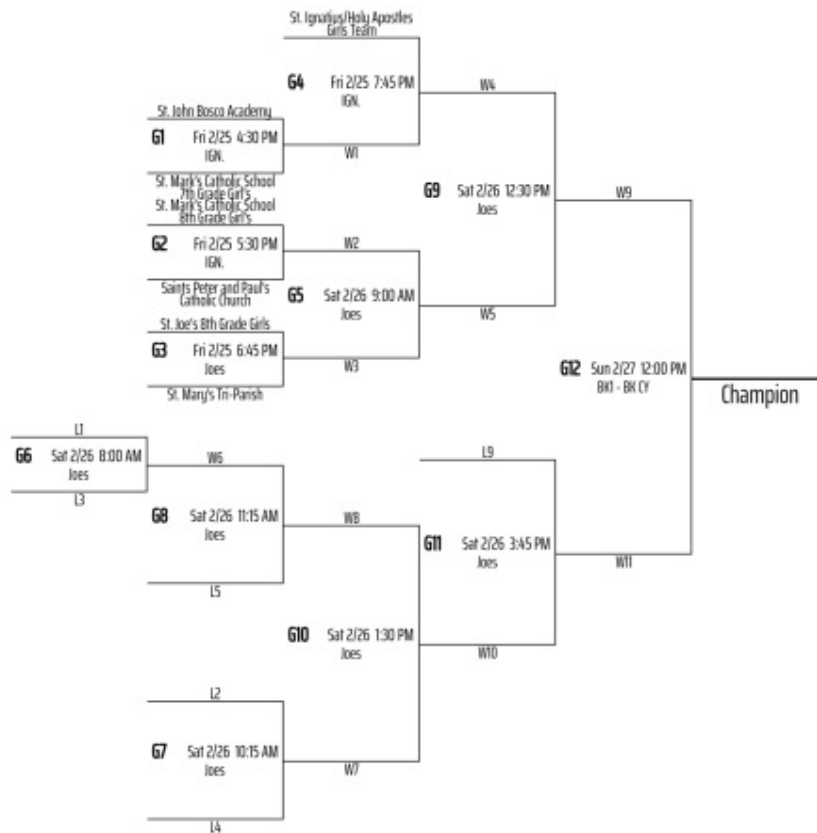 St. Ignatius/Holy Apostles
Girls Team
G4 Fri 2/25 7:45 PM
IGN.
W4
St. John Bosco Academy
G1 Fri 2/25 4:30 PM
IGN.
W1
St. Mark's Catholic School
7th Grade Girl's
G9 Sat 2/26 12:30 PM
Joes
W9
St. Mark's Catholic School
8th Grade Girl's
G2 Fri 2/25 5:30 PM
IGN.
W2
Saints Peter and Paul's
Catholic Church
G5 Sat 2/26 9:00 AM
Joes
W5
St. Joe's 8th Grade Girls
G3 Fri 2/25 6:45 PM
Joes
W3
St. Mary's Tri-Parish
G12 Sun 2/27 12:00 PM
BK1 - BK CY
Champion
L1
G6 Sat 2/26 8:00 AM
Joes
L3
W6
G8 Sat 2/26 11:15 AM
Joes
L5
W8
L9
G11 Sat 2/26 3:45 PM
Joes
W11
G10 Sat 2/26 1:30 PM
Joes
W10
L2
G7 Sat 2/26 10:15 AM
Joes
W7
L4